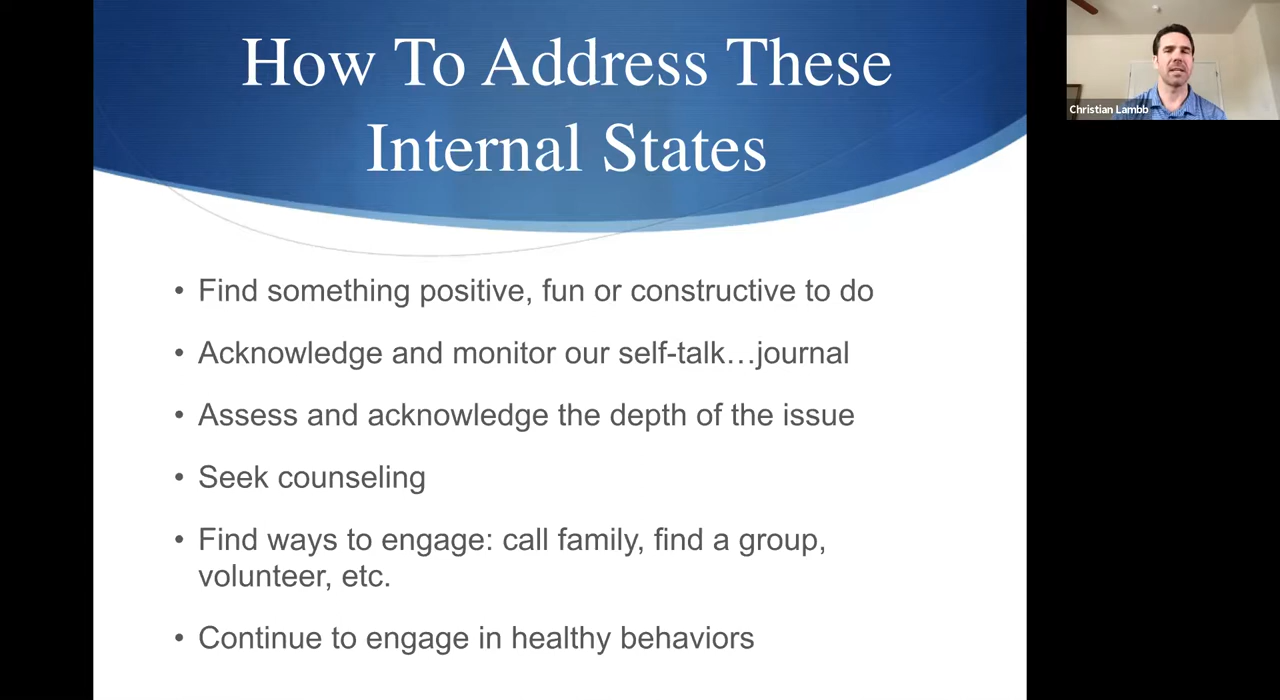 How To Address These
Internal States
• Find something positive, fun or constructive to do
• Acknowledge and monitor our self-talk…journal
• Assess and acknowledge the depth of the issue
• Seek counseling
• Find ways to engage: call family, find a group,
volunteer, etc.
• Continue to engage in healthy behaviors
Christian Lambb